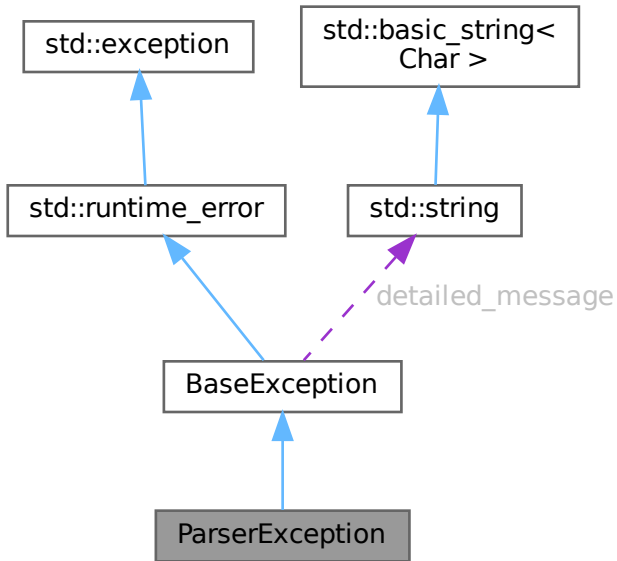 std::exception
std::basic_string<
Char >
std::runtime_error
std::string
detailed_message
BaseException
ParserException